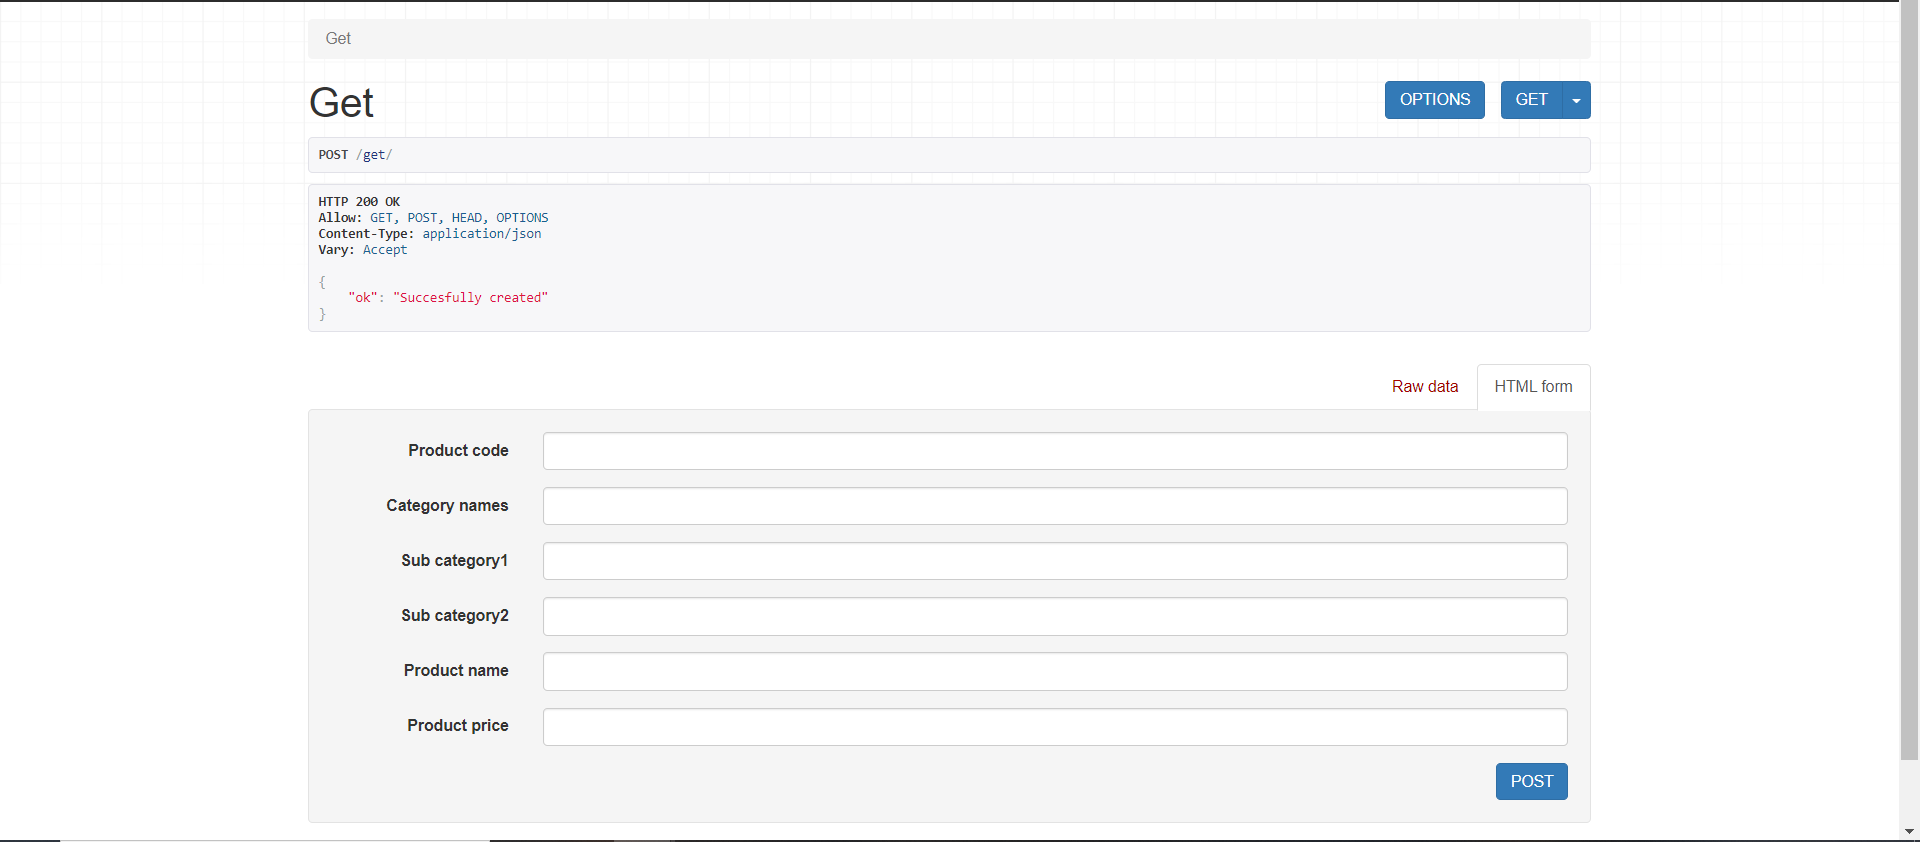 Get
Get
OPTIONS
GET
POST /get/
HTTP 200 OK
Allow: GET, POST, HEAD, OPTIONS
Content-Type: application/json
Vary: Accept
{
"ok": "Succesfully created"
}
Raw data
HTML form
Product code
Category names
Sub category1
Sub category2
Product name
Product price
POST